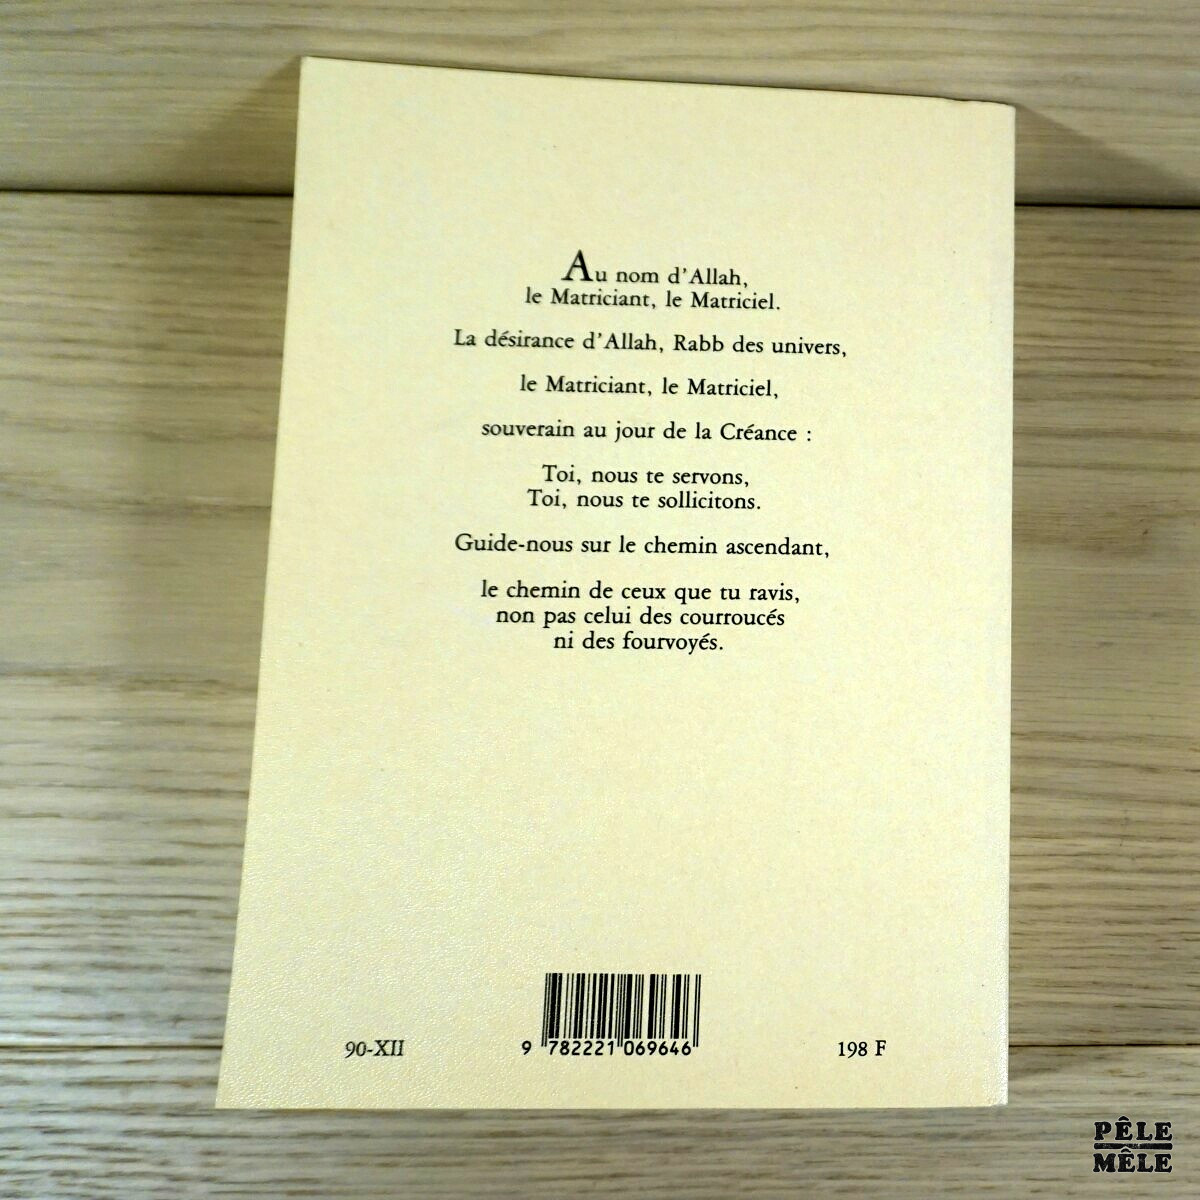 Au nom d'Allah,
le Matriciant, le Matriciel.
La désirance d'Allah, Rabb des univers,
le Matriciant, le Matriciel,
souverain au jour de la Créance :
Toi, nous te servons,
Toi, nous te sollicitons.
Guide-nous sur le chemin ascendant,
le chemin de ceux que tu ravis,
non pas celui des courroucés
ni des fourvoyés.
90-XII
9 782221 069646
198 F
PÊLE
MÊLE